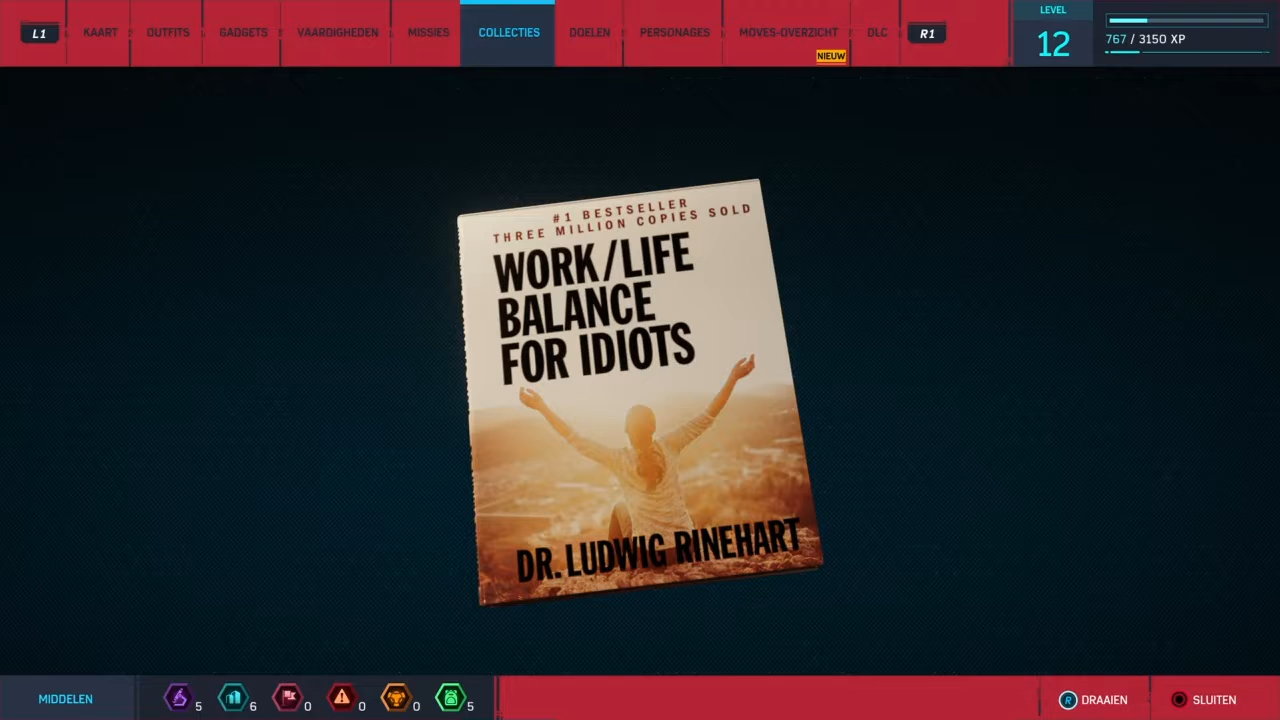 L1
KAART
OUTFITS
GADGETS
VAARDIGHEDEN
MISSIES
COLLECTIES
DOELEN
PERSONAGES
MOVES-OVERZICHT
NIEUW
DLC
R1
LEVEL
12
767 / 3150 XP
#1 BESTSELLER
THREE MILLION COPIES SOLD
WORK/LIFE
BALANCE
FOR IDIOTS
DR. LUDWIG RINEHART
MIDDELEN
5
6
0
0
0
5
R DRAAIEN
SLUITEN